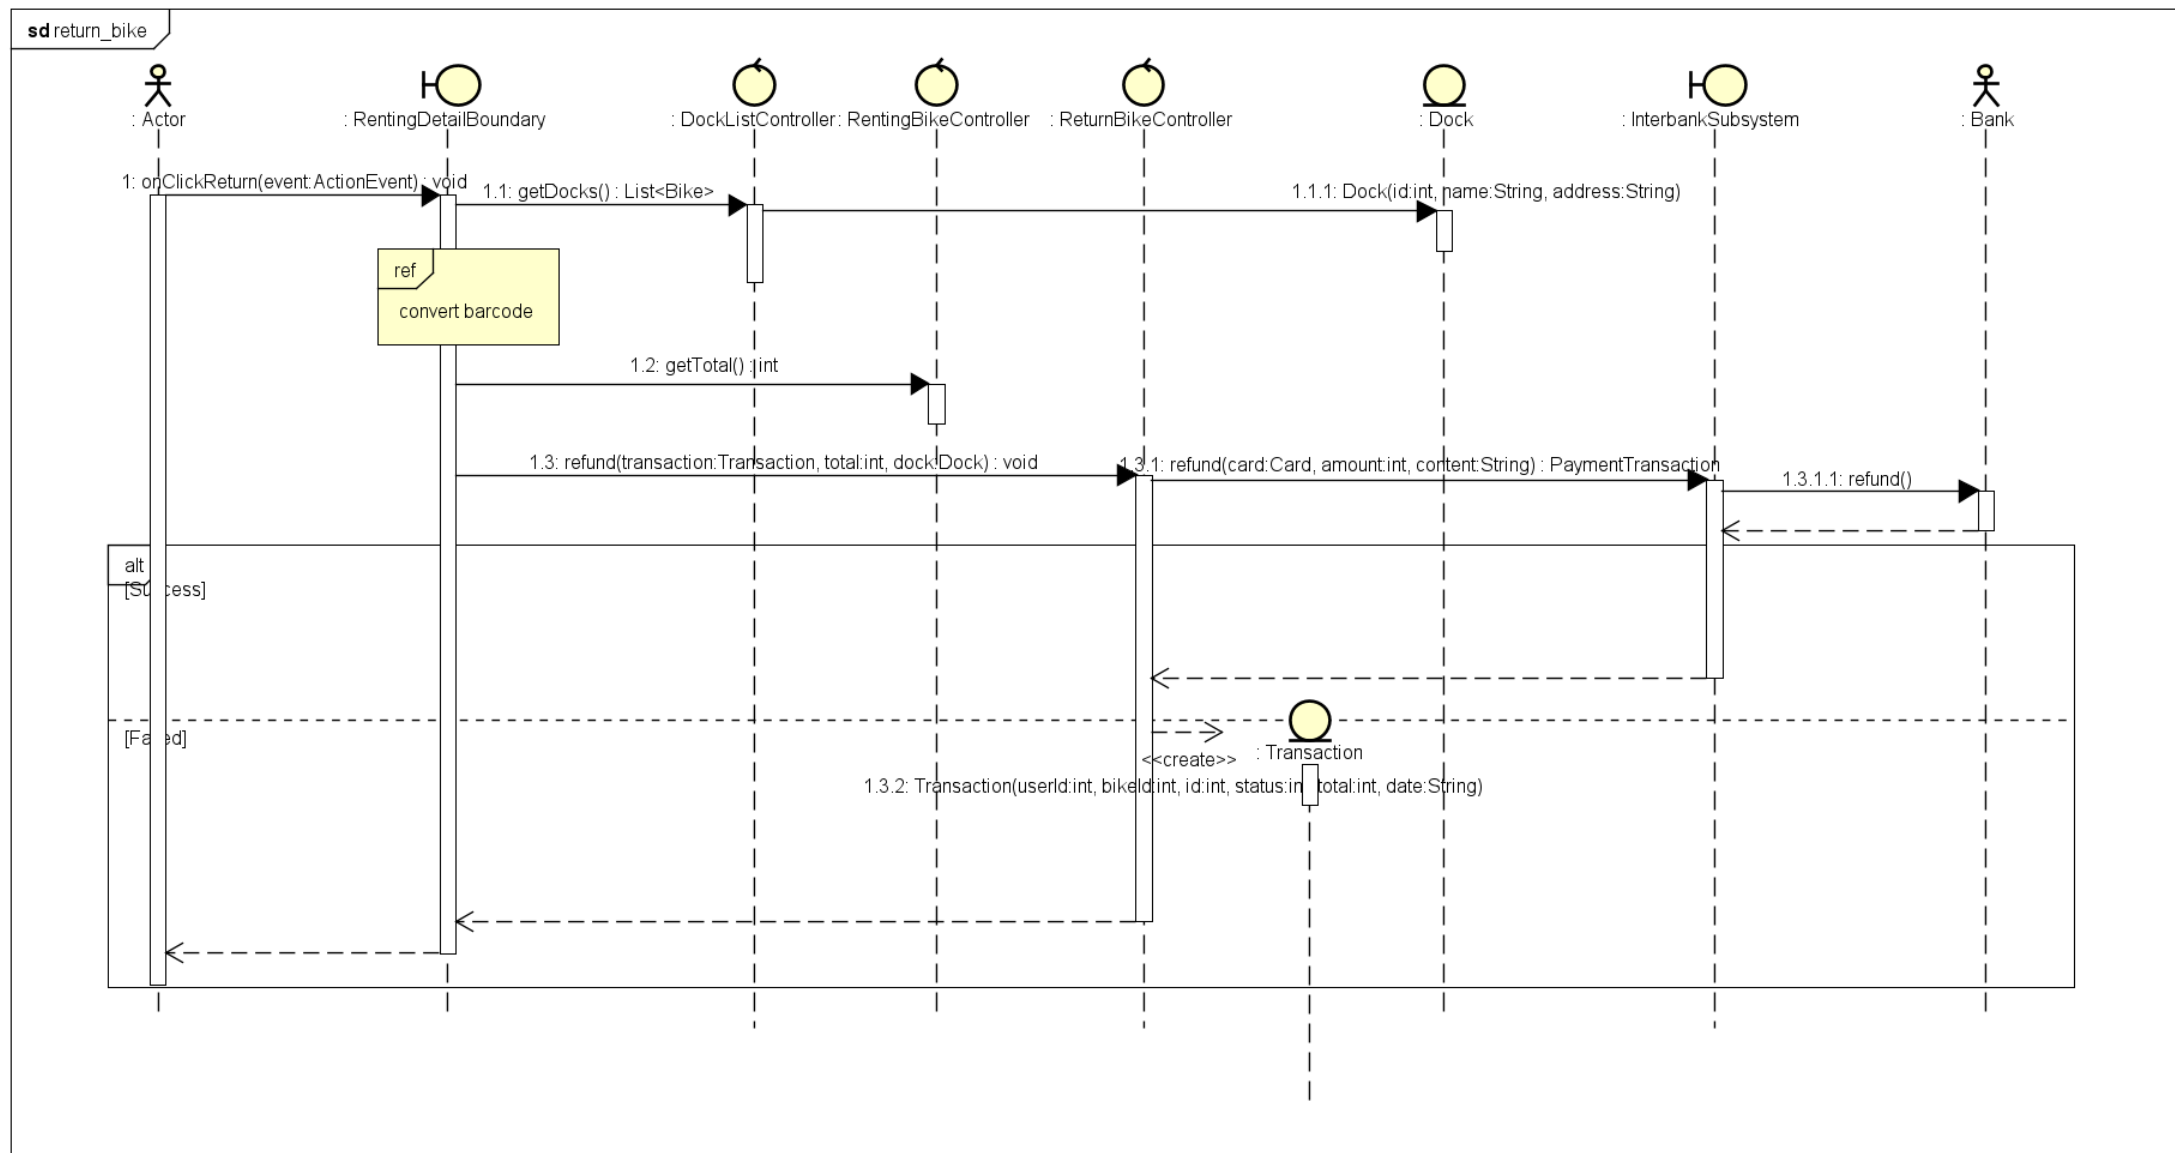 sd return_bike
: Actor
: RentingDetailBoundary
: DockListController
: RentingBikeController
: ReturnBikeController
: Dock
: InterbankSubsystem
: Bank
1: onClickReturn(event:ActionEvent) : void
1.1: getDocks() : List<Bike>
1.1.1: Dock(id:int, name:String, address:String)
ref
convert barcode
1.2: getTotal() : int
1.3: refund(transaction:Transaction, total:int, dock:Dock) : void
1.3.1: refund(card:Card, amount:int, content:String) : PaymentTransaction
1.3.1.1: refund()
alt
[Success]
[Failed]
<<create>>
: Transaction
1.3.2: Transaction(userId:int, bikeId:int, id:int, status:int, total:int, date:String)